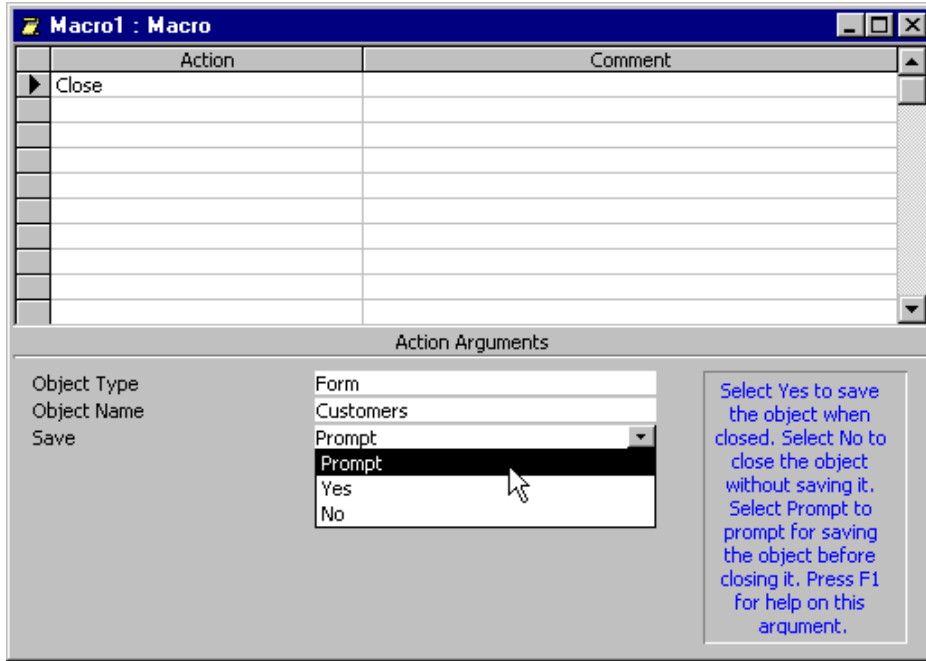 Macro1 : Macro
Action Comment
Close
Action Arguments
Object Type Form
Object Name Customers
Save Prompt
Prompt
Yes
No
Select Yes to save
the object when
closed. Select No to
close the object
without saving it.
Select Prompt to
prompt for saving
the object before
closing it. Press F1
for help on this
argument.